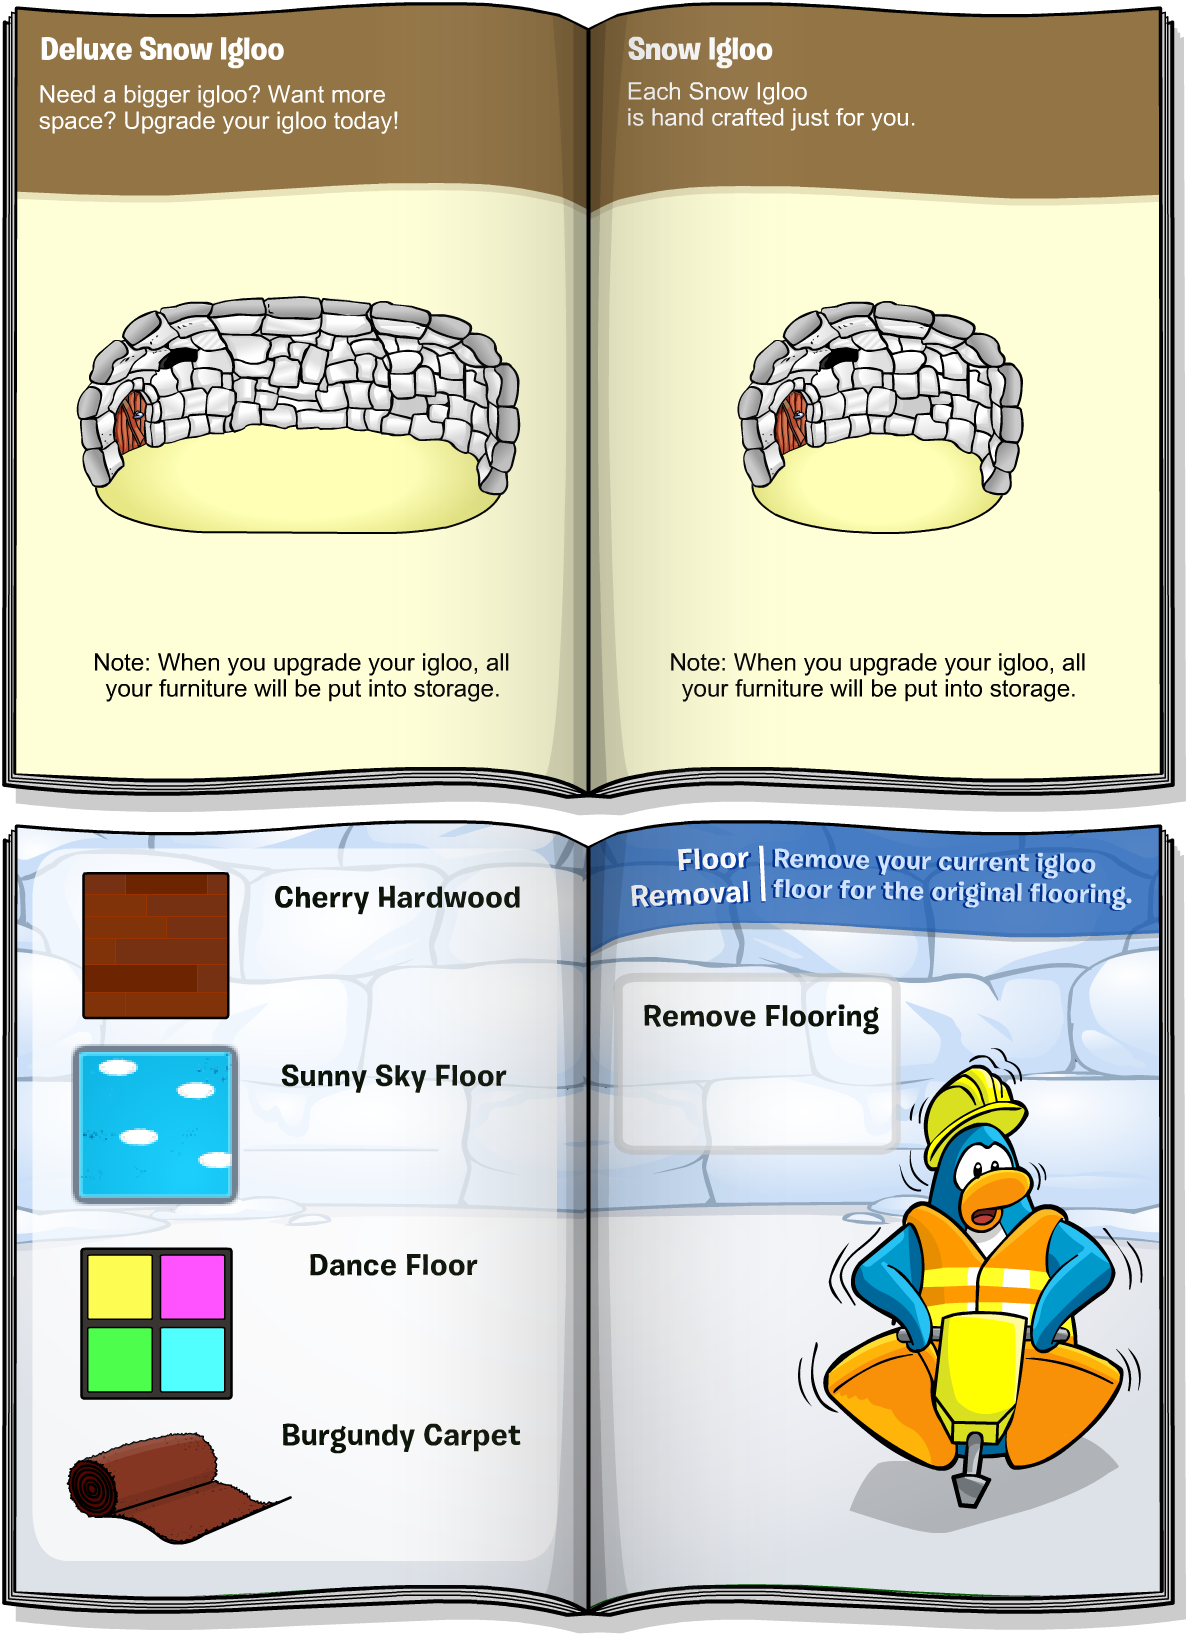 Deluxe Snow Igloo
Need a bigger igloo? Want more
space? Upgrade your igloo today!
Note: When you upgrade your igloo, all
your furniture will be put into storage.
Snow Igloo
Each Snow Igloo
is hand crafted just for you.
Note: When you upgrade your igloo, all
your furniture will be put into storage.
Cherry Hardwood
Sunny Sky Floor
Dance Floor
Burgundy Carpet
Floor
Removal
Remove your current igloo
floor for the original flooring.
Remove Flooring